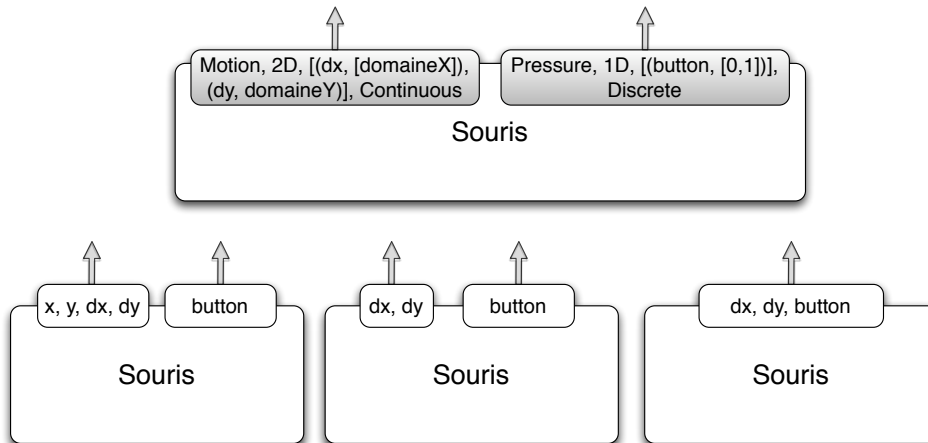 Motion, 2D, [(dx, [domaineX]),
(dy, domaineY)], Continuous
Pressure, 1D, [(button, [0,1])],
Discrete
Souris
x, y, dx, dy
button
Souris
dx, dy
button
Souris
dx, dy, button
Souris